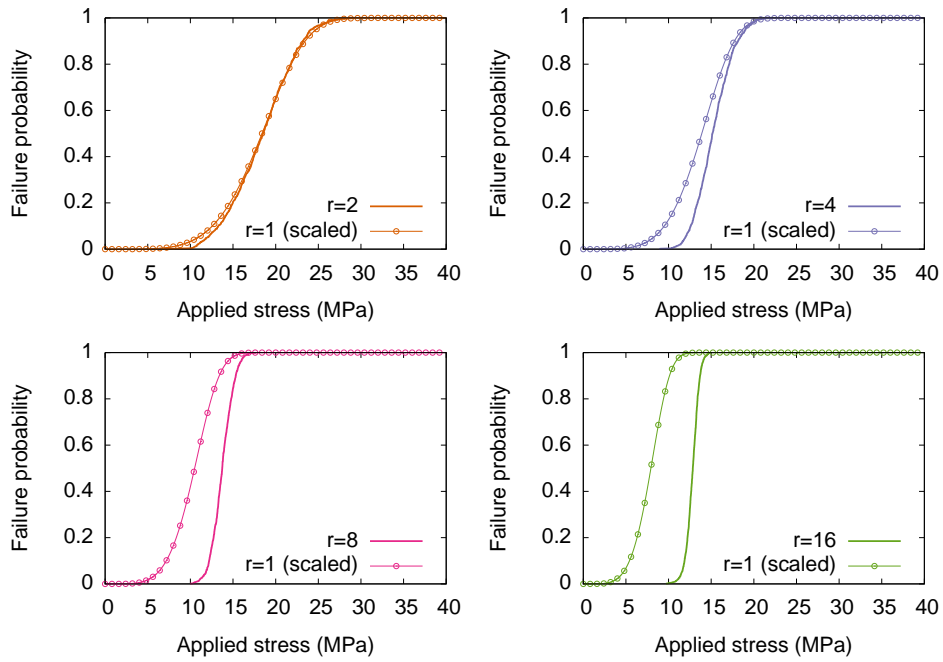 1
0.8
0.6
0.4
0.2
0
Failure probability
r=2
r=1 (scaled)
0 5 10 15 20 25 30 35 40
Applied stress (MPa)
1
0.8
0.6
0.4
0.2
0
Failure probability
r=4
r=1 (scaled)
0 5 10 15 20 25 30 35 40
Applied stress (MPa)
1
0.8
0.6
0.4
0.2
0
Failure probability
r=8
r=1 (scaled)
0 5 10 15 20 25 30 35 40
Applied stress (MPa)
1
0.8
0.6
0.4
0.2
0
Failure probability
r=16
r=1 (scaled)
0 5 10 15 20 25 30 35 40
Applied stress (MPa)